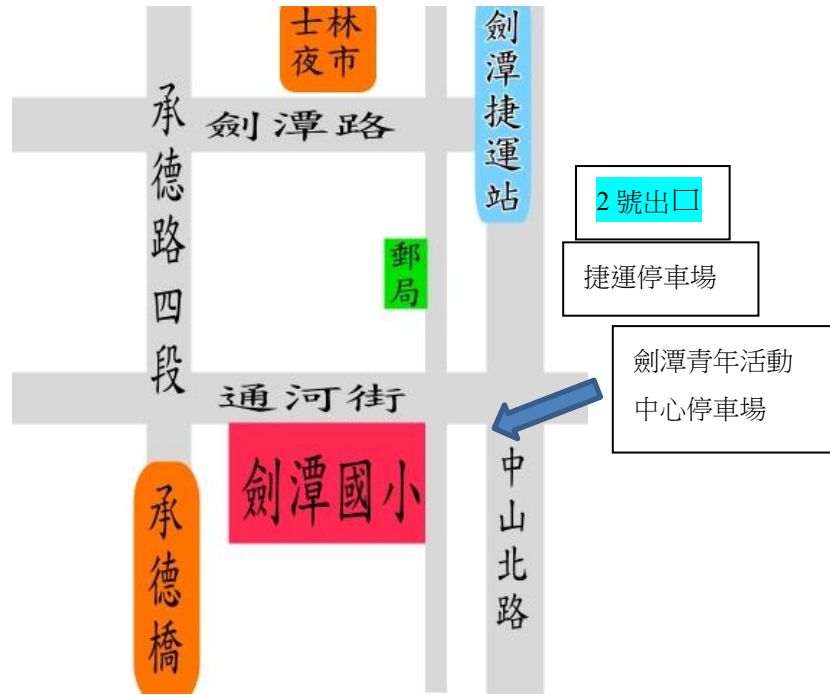 士林
夜市
劍潭捷運站
承德路四段
劍潭路
2 號出口
捷運停車場
郵局
劍潭青年活動
中心停車場
通河街
劍潭國小
中山北路
承德橋